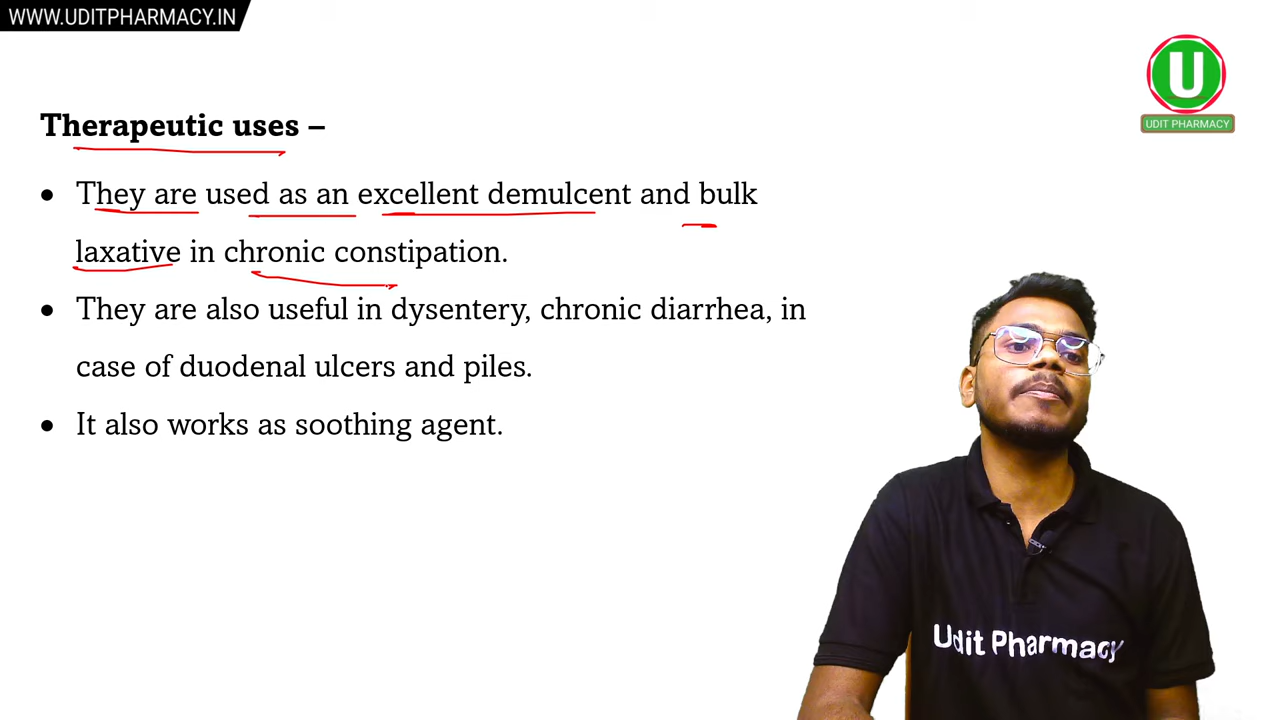 WWW.UDITPHARMACY.IN
U
UDIT PHARMACY
Therapeutic uses –
• They are used as an excellent demulcent and bulk
laxative in chronic constipation.
• They are also useful in dysentery, chronic diarrhea, in
case of duodenal ulcers and piles.
• It also works as soothing agent.
Udit Pharmacy